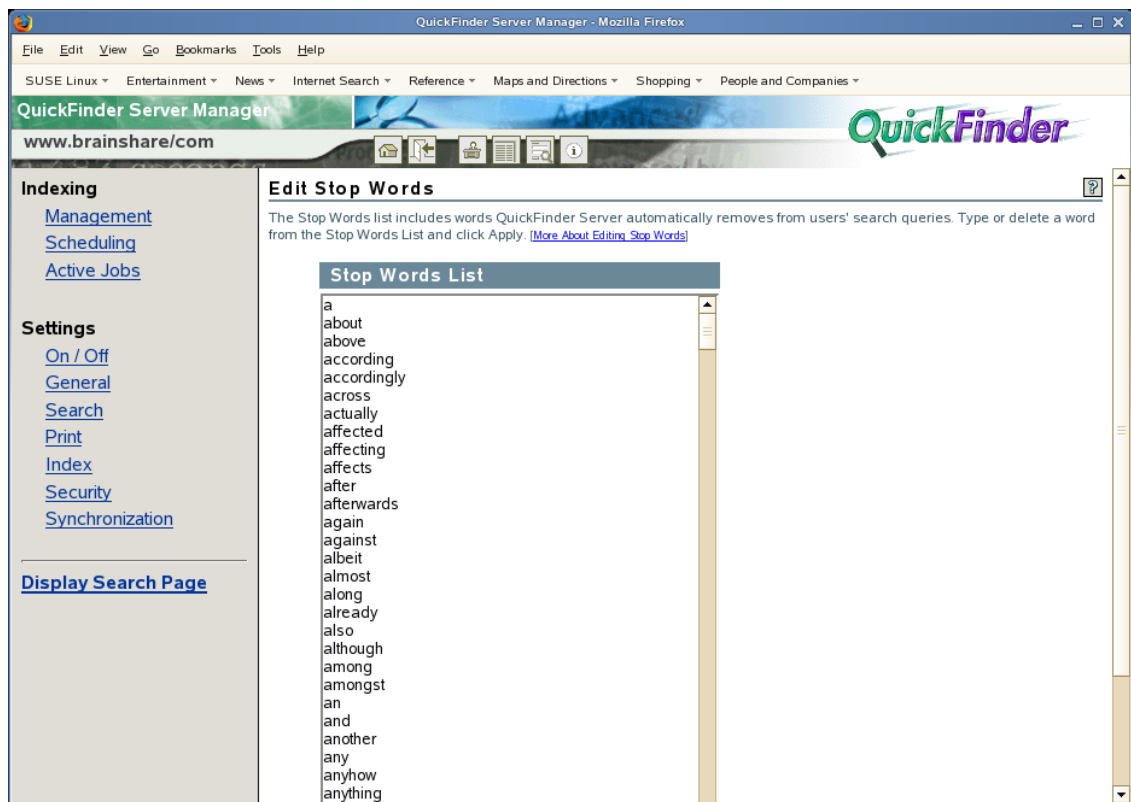 QuickFinder Server Manager - Mozilla Firefox
File Edit View Go Bookmarks Tools Help
SUSE Linux Entertainment News Internet Search Reference Maps and Directions Shopping People and Companies
QuickFinder Server Manager
Advanced Sea
QuickFinder
www.brainshare/com
Indexing
Management
Scheduling
Active Jobs
Settings
On / Off
General
Search
Print
Index
Security
Synchronization
Display Search Page
Edit Stop Words
?
The Stop Words list includes words QuickFinder Server automatically removes from users' search queries. Type or delete a word
from the Stop Words List and click Apply. [More About Editing Stop Words]
Stop Words List
a
about
above
according
accordingly
across
actually
affected
affecting
affects
after
afterwards
again
against
albeit
almost
along
already
also
although
among
amongst
an
and
another
any
anyhow
anything